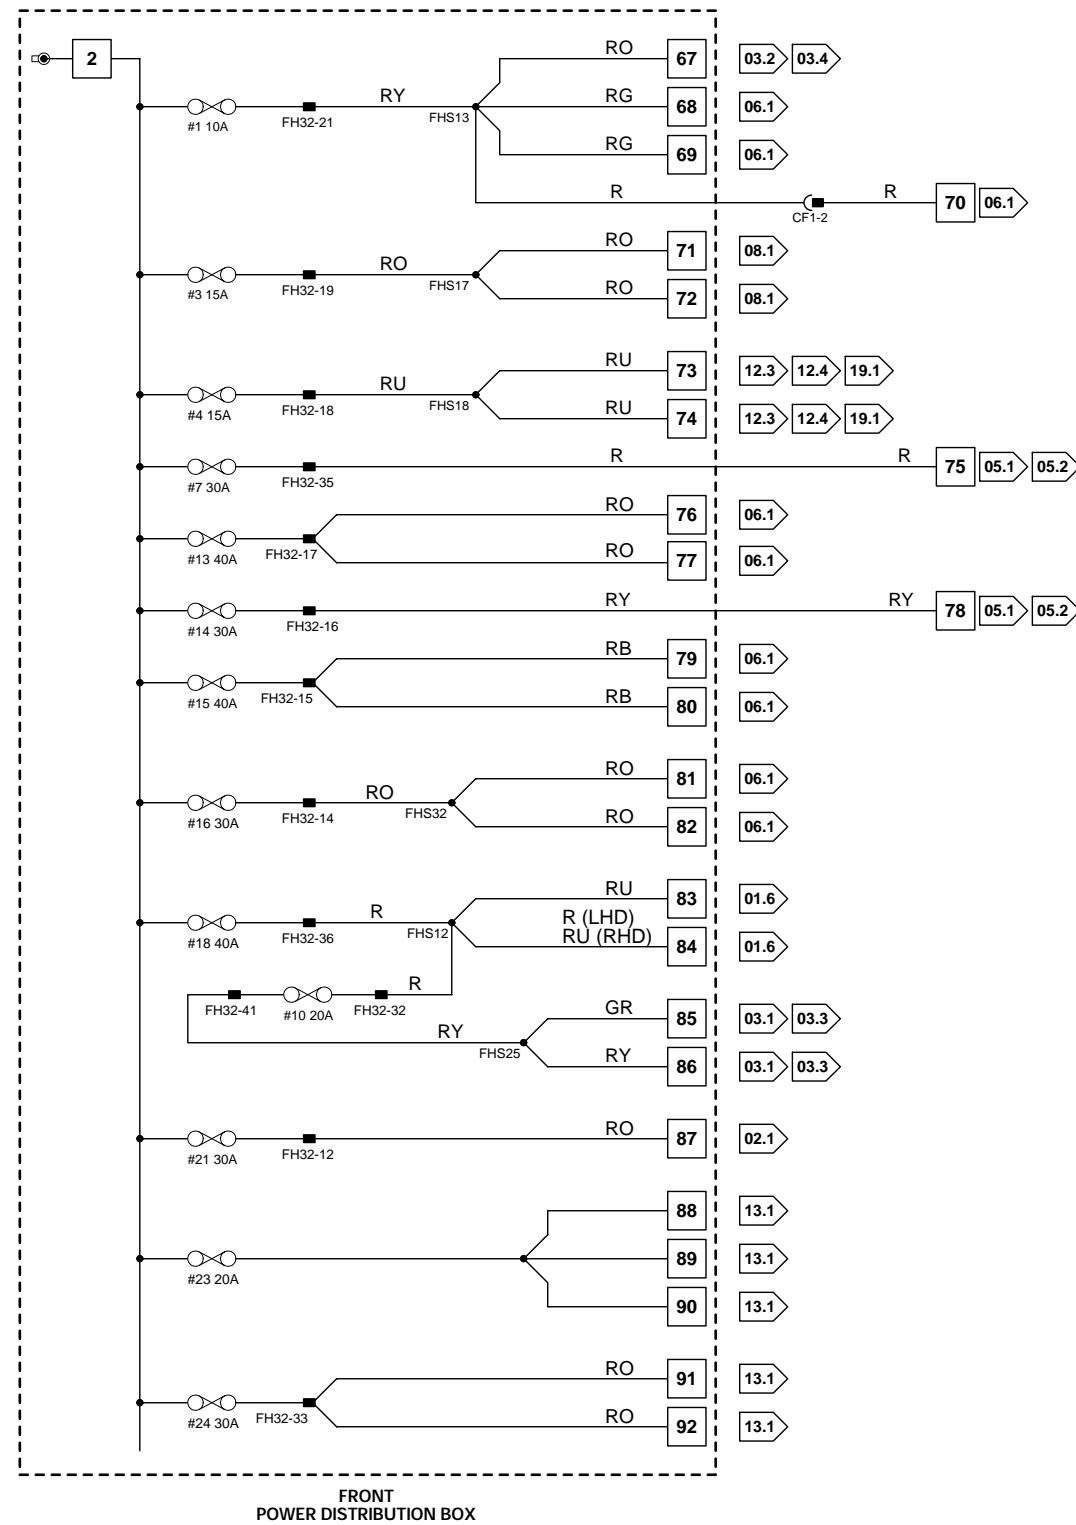 2
RO 67 03.2 03.4
#1 10A FH32-21 RY FHS13 RG 68 06.1
RG 69 06.1
R CF1-2 R 70 06.1
RO 71 08.1
#3 15A FH32-19 RO FHS17
RO 72 08.1
RU 73 12.3 12.4 19.1
#4 15A FH32-18 RU FHS18
RU 74 12.3 12.4 19.1
#7 30A FH32-35 R R 75 05.1 05.2
RO 76 06.1
#13 40A FH32-17
RO 77 06.1
#14 30A FH32-16 RY RY 78 05.1 05.2
RB 79 06.1
#15 40A FH32-15
RB 80 06.1
RO 81 06.1
#16 30A FH32-14 RO FHS32
RO 82 06.1
RU 83 01.6
#18 40A FH32-36 R FHS12
R (LHD)
RU (RHD) 84 01.6
FH32-41 #10 20A FH32-32 R
GR 85 03.1 03.3
RY FHS25
RY 86 03.1 03.3
#21 30A FH32-12 RO 87 02.1
88 13.1
#23 20A 89 13.1
90 13.1
RO 91 13.1
#24 30A FH32-33
RO 92 13.1
FRONT
POWER DISTRIBUTION BOX